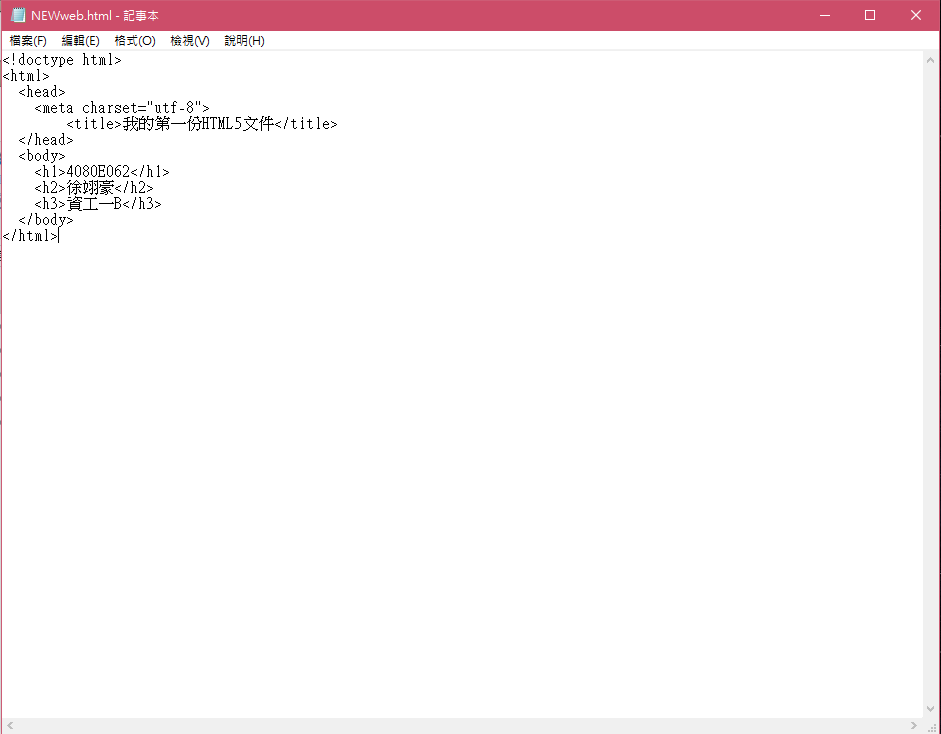 NEWweb.html - 記事本
檔案(F) 編輯(E) 格式(O) 檢視(V) 說明(H)
<!doctype html>
<html>
  <head>
    <meta charset="utf-8">
        <title>我的第一份HTML5文件</title>
  </head>
  <body>
    <h1>4080E062</h1>
    <h2>徐翊豪</h2>
    <h3>資工一B</h3>
  </body>
</html>